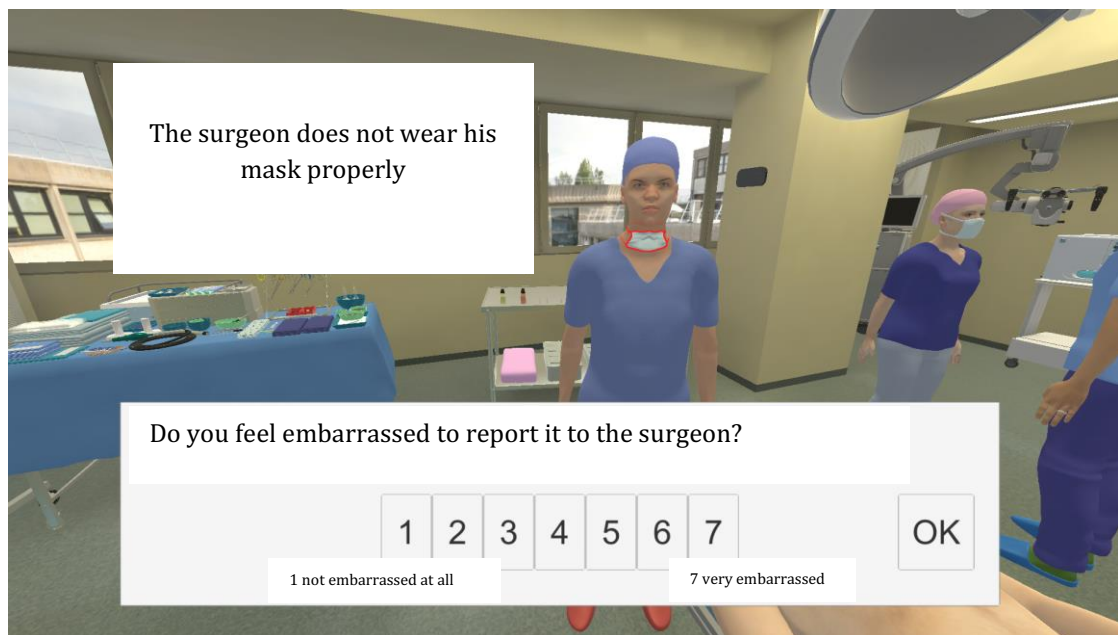 The surgeon does not wear his
mask properly
Do you feel embarrassed to report it to the surgeon?
1 2 3 4 5 6 7
OK
1 not embarrassed at all
7 very embarrassed